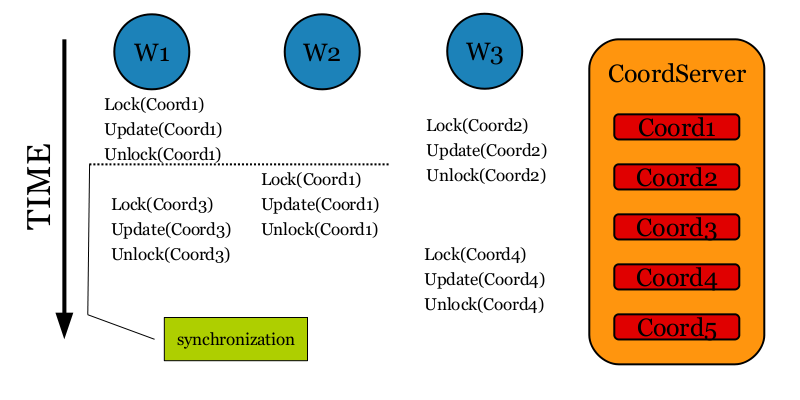 W1
W2
W3
CoordServer
TIME
Lock(Coord1)
Update(Coord1)
Unlock(Coord1)
Lock(Coord3)
Update(Coord3)
Unlock(Coord3)
Lock(Coord1)
Update(Coord1)
Unlock(Coord1)
Lock(Coord2)
Update(Coord2)
Unlock(Coord2)
Lock(Coord4)
Update(Coord4)
Unlock(Coord4)
Coord1
Coord2
Coord3
Coord4
Coord5
synchronization